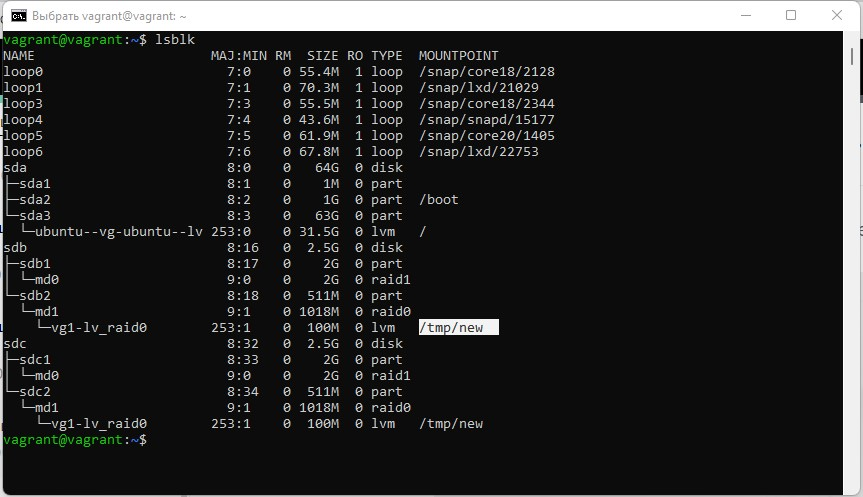 Выбрать vagrant@vagrant: ~
vagrant@vagrant:~$ lsblk
NAME                      MAJ:MIN RM  SIZE RO TYPE  MOUNTPOINT
loop0                       7:0    0 55.4M  1 loop  /snap/core18/2128
loop1                       7:1    0 70.3M  1 loop  /snap/lxd/21029
loop3                       7:3    0 55.5M  1 loop  /snap/core18/2344
loop4                       7:4    0 43.6M  1 loop  /snap/snapd/15177
loop5                       7:5    0 61.9M  1 loop  /snap/core20/1405
loop6                       7:6    0 67.8M  1 loop  /snap/lxd/22753
sda                         8:0    0   64G  0 disk
├─sda1                      8:1    0    1M  0 part
├─sda2                      8:2    0    1G  0 part  /boot
└─sda3                      8:3    0   63G  0 part
  └─ubuntu--vg-ubuntu--lv 253:0    0 31.5G  0 lvm   /
sdb                         8:16   0  2.5G  0 disk
├─sdb1                      8:17   0    2G  0 part
│ └─md0                     9:0    0    2G  0 raid1
└─sdb2                      8:18   0  511M  0 part
  └─md1                     9:1    0 1018M  0 raid0
    └─vg1-lv_raid0        253:1    0  100M  0 lvm   /tmp/new
sdc                         8:32   0  2.5G  0 disk
├─sdc1                      8:33   0    2G  0 part
│ └─md0                     9:0    0    2G  0 raid1
└─sdc2                      8:34   0  511M  0 part
  └─md1                     9:1    0 1018M  0 raid0
    └─vg1-lv_raid0        253:1    0  100M  0 lvm   /tmp/new
vagrant@vagrant:~$